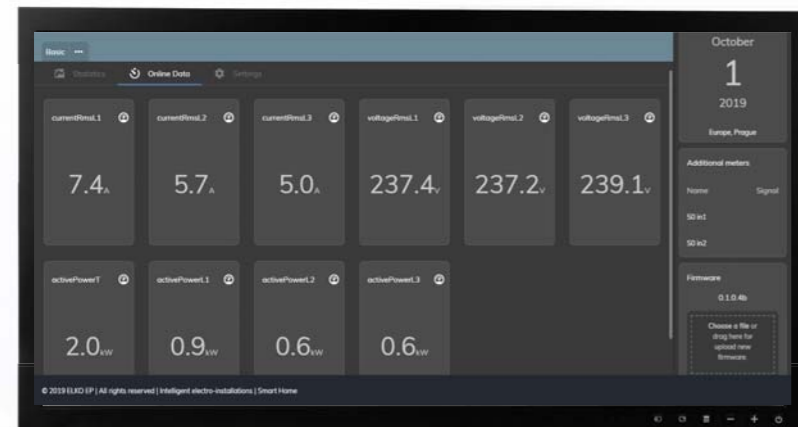 Basic ...
Statistics Online Data Settings
currentRmsL1 currentRmsL2 currentRmsL3 voltageRmsL1 voltageRmsL2 voltageRmsL3
7.4A 5.7A 5.0A 237.4V 237.2V 239.1V
activePowerT activePowerL1 activePowerL2 activePowerL3
2.0kW 0.9kW 0.6kW 0.6kW
© 2019 ELKO EP | All rights reserved | Intelligent electro-installations | Smart Home
October
1
2019
Europe, Prague
Additional meters
Name Signal
S0 in1
S0 in2
Firmware
0.1.0.4b
Choose a file or
drag here for
upload new
firmware